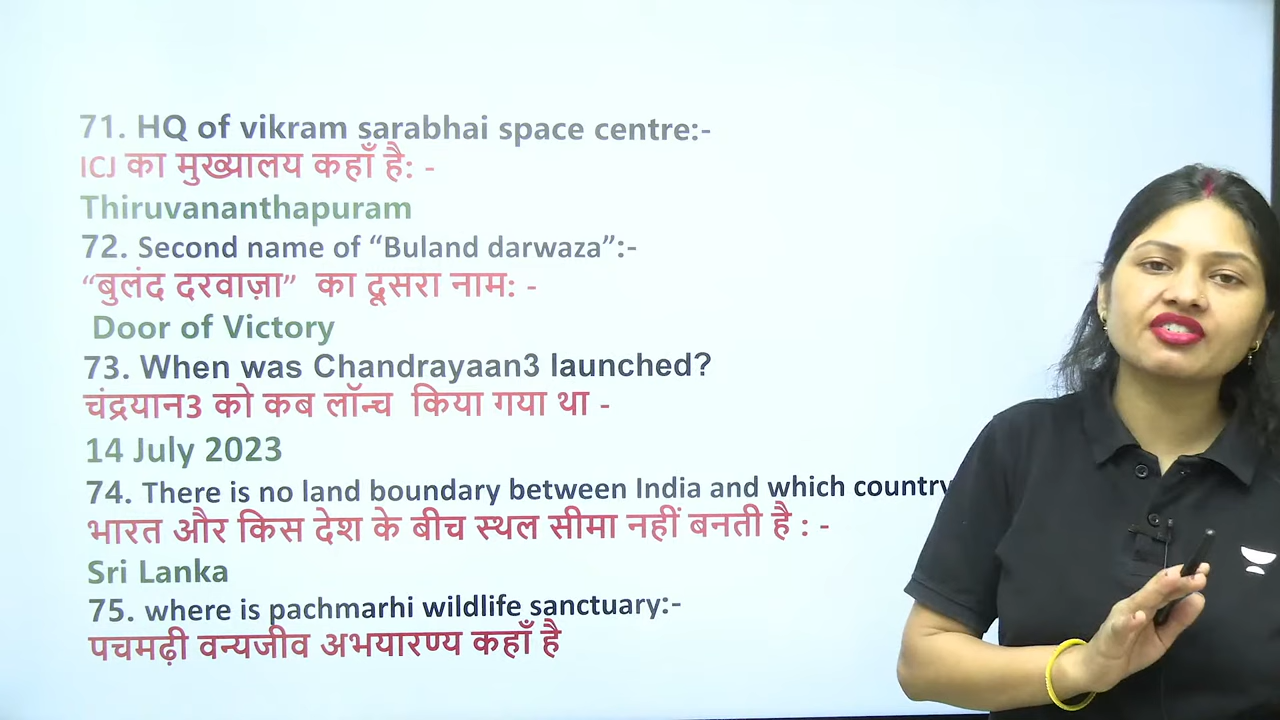 71. HQ of vikram sarabhai space centre:-
ICJ का मुख्यालय कहाँ है: -
Thiruvananthapuram
72. Second name of “Buland darwaza”:-
“बुलंद दरवाज़ा” का दूसरा नाम: -
Door of Victory
73. When was Chandrayaan3 launched?
चंद्रयान3 को कब लॉन्च किया गया था -
14 July 2023
74. There is no land boundary between India and which country
भारत और किस देश के बीच स्थल सीमा नहीं बनती है : -
Sri Lanka
75. where is pachmarhi wildlife sanctuary:-
पचमढ़ी वन्यजीव अभयारण्य कहाँ है